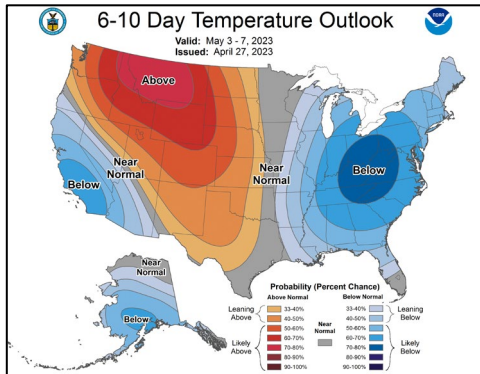 6-10 Day Temperature Outlook
Valid: May 3 - 7, 2023
Issued: April 27, 2023
noaa
Above
Near
Normal
Below
Near
Normal
Below
Near
Normal
Below
Probability (Percent Chance)
Above Normal
Below Normal
Leaning
Above
33-40%
40-50%
Likely
Above
50-60%
60-70%
70-80%
80-90%
90-100%
Near
Normal
33-40%
40-50%
Leaning
Below
50-60%
60-70%
70-80%
80-90%
90-100%
Likely
Below